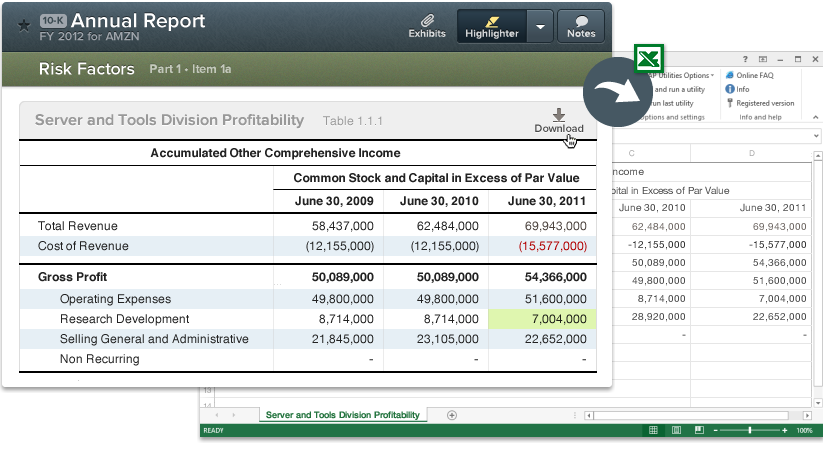 10-K Annual Report
FY 2012 for AMZN
Exhibits
Highlighter
Notes
Risk Factors Part 1 · Item 1a
Server and Tools Division Profitability Table 1.1.1
Download
Accumulated Other Comprehensive Income
Common Stock and Capital in Excess of Par Value
June 30, 2009 June 30, 2010 June 30, 2011
Total Revenue 58,437,000 62,484,000 69,943,000
Cost of Revenue (12,155,000) (12,155,000) (15,577,000)
Gross Profit 50,089,000 50,089,000 54,366,000
Operating Expenses 49,800,000 49,800,000 51,600,000
Research Development 8,714,000 8,714,000 7,004,000
Selling General and Administrative 21,845,000 23,105,000 22,652,000
Non Recurring - - -
X
?
Utilities Options
and run a utility
run last utility
options and settings
Online FAQ
Info
Registered version
Info and help
C D
ncome
pital in Excess of Par Value
June 30, 2010 June 30, 2011
62,484,000 69,943,000
-12,155,000 -15,577,000
50,089,000 54,366,000
49,800,000 51,600,000
8,714,000 7,004,000
28,920,000 22,652,000
- -
13
Server and Tools Division Profitability
READY
100%